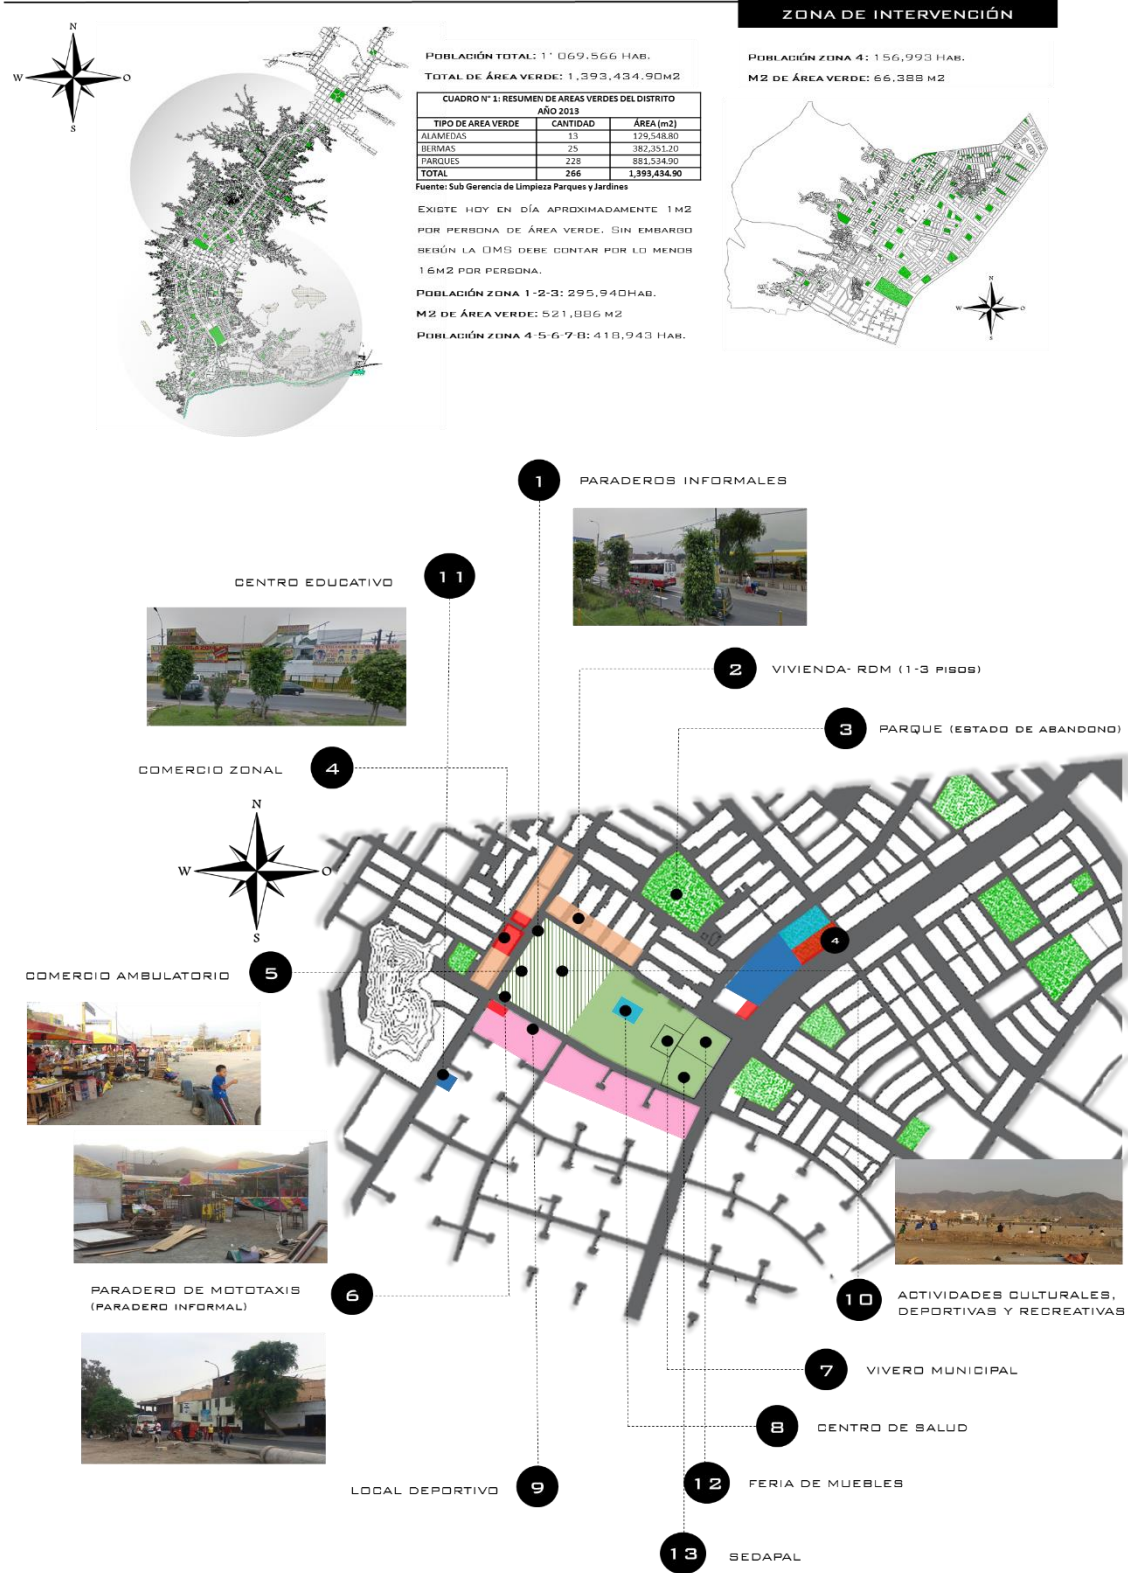 ZONA DE INTERVENCIÓN
N
W
O
S
POBLACIÓN TOTAL: 1' 069.566 HAB.
TOTAL DE ÁREA VERDE: 1,393,434.90M2
CUADRO N° 1: RESUMEN DE AREAS VERDES DEL DISTRITO
AÑO 2013
TIPO DE AREA VERDE CANTIDAD ÁREA (m2)
ALAMEDAS 13 129,548.80
BERMAS 25 382,351.20
PARQUES 228 881,534.90
TOTAL 266 1,393,434.90
Fuente: Sub Gerencia de Limpieza Parques y Jardines
EXISTE HOY EN DÍA APROXIMADAMENTE 1M2
POR PERSONA DE ÁREA VERDE. SIN EMBARGO
SEGÚN LA OMS DEBE CONTAR POR LO MENOS
16M2 POR PERSONA.
POBLACIÓN ZONA 1-2-3: 295,940HAB.
M2 DE ÁREA VERDE: 521,886 M2
POBLACIÓN ZONA 4-5-6-7-8: 418,943 HAB.
POBLACIÓN ZONA 4: 156,993 HAB.
M2 DE ÁREA VERDE: 66,388 M2
N
W
O
S
1 PARADEROS INFORMALES
11 CENTRO EDUCATIVO
2 VIVIENDA- RDM (1-3 PISOS)
3 PARQUE (ESTADO DE ABANDONO)
COMERCIO ZONAL 4
N
W
O
S
4
COMERCIO AMBULATORIO 5
PARADERO DE MOTOTAXIS
(PARADERO INFORMAL)
6
10 ACTIVIDADES CULTURALES,
DEPORTIVAS Y RECREATIVAS
7 VIVERO MUNICIPAL
8 CENTRO DE SALUD
LOCAL DEPORTIVO 9
12 FERIA DE MUEBLES
13 SEDAPAL